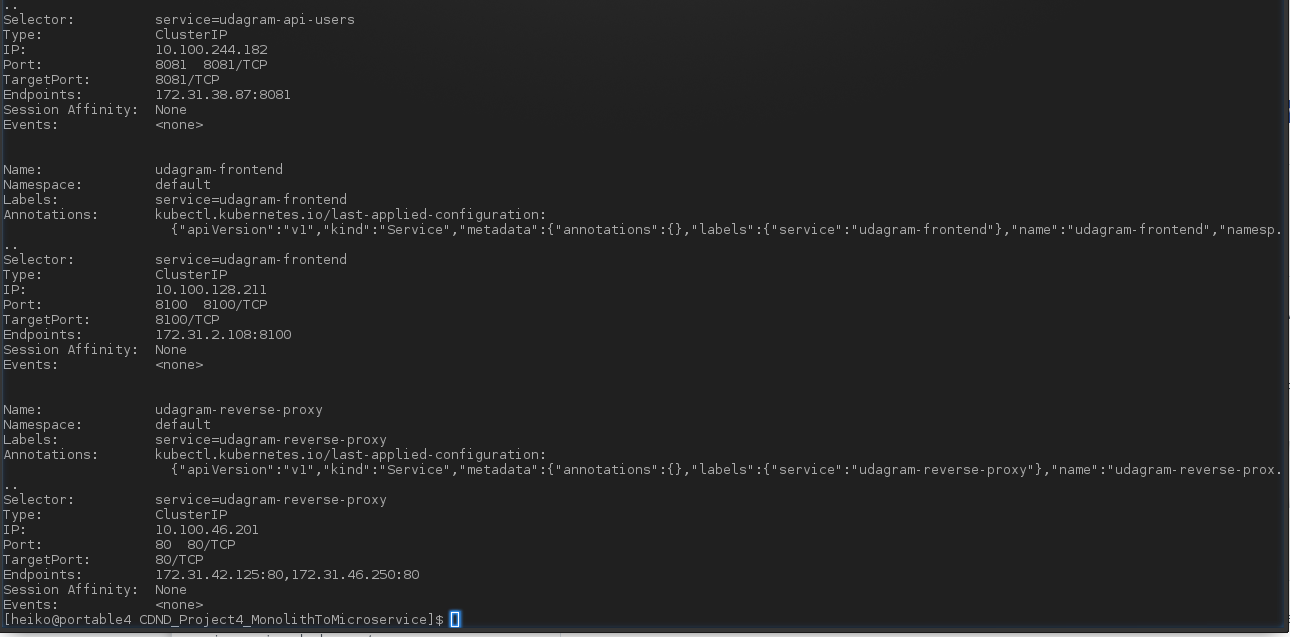 ..
Selector:          service=udagram-api-users
Type:              ClusterIP
IP:                10.100.244.182
Port:              8081  8081/TCP
TargetPort:        8081/TCP
Endpoints:         172.31.38.87:8081
Session Affinity:  None
Events:            <none>

Name:              udagram-frontend
Namespace:         default
Labels:            service=udagram-frontend
Annotations:       kubectl.kubernetes.io/last-applied-configuration:
                     {"apiVersion":"v1","kind":"Service","metadata":{"annotations":{},"labels":{"service":"udagram-frontend"},"name":"udagram-frontend","namesp.
..
Selector:          service=udagram-frontend
Type:              ClusterIP
IP:                10.100.128.211
Port:              8100  8100/TCP
TargetPort:        8100/TCP
Endpoints:         172.31.2.108:8100
Session Affinity:  None
Events:            <none>

Name:              udagram-reverse-proxy
Namespace:         default
Labels:            service=udagram-reverse-proxy
Annotations:       kubectl.kubernetes.io/last-applied-configuration:
                     {"apiVersion":"v1","kind":"Service","metadata":{"annotations":{},"labels":{"service":"udagram-reverse-proxy"},"name":"udagram-reverse-prox.
..
Selector:          service=udagram-reverse-proxy
Type:              ClusterIP
IP:                10.100.46.201
Port:              80  80/TCP
TargetPort:        80/TCP
Endpoints:         172.31.42.125:80,172.31.46.250:80
Session Affinity:  None
Events:            <none>
[heiko@portable4 CDND_Project4_MonolithToMicroservice]$